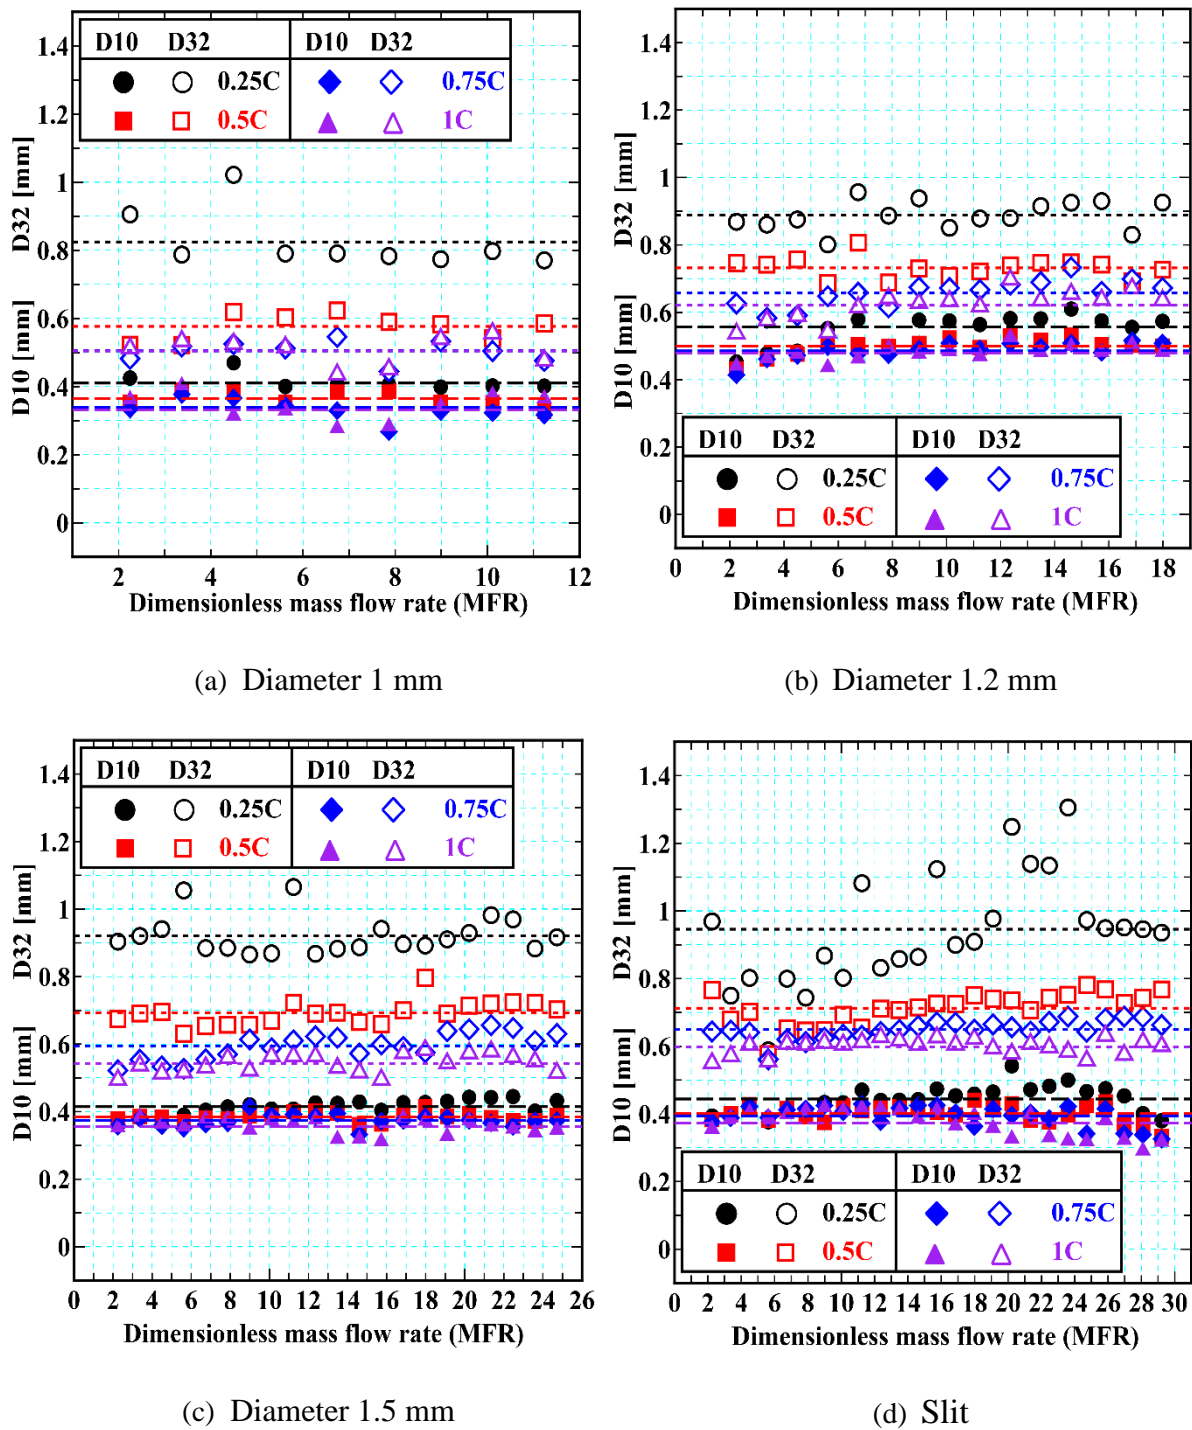 D10 D32 D10 D32
0.25C 0.75C
0.5C 1C
1.4
1.2
1
0.8
0.6
0.4
0.2
0
D32 [mm]
D10 [mm]
2 4 6 8 10 12
Dimensionless mass flow rate (MFR)
(a) Diameter 1 mm
1.4
1.2
1
0.8
0.6
0.4
0.2
0
D32 [mm]
D10 [mm]
D10 D32 D10 D32
0.25C 0.75C
0.5C 1C
0 2 4 6 8 10 12 14 16 18
Dimensionless mass flow rate (MFR)
(b) Diameter 1.2 mm
D10 D32 D10 D32
0.25C 0.75C
0.5C 1C
1.4
1.2
1
0.8
0.6
0.4
0.2
0
D32 [mm]
D10 [mm]
0 2 4 6 8 10 12 14 16 18 20 22 24 26
Dimensionless mass flow rate (MFR)
(c) Diameter 1.5 mm
1.4
1.2
1
0.8
0.6
0.4
0.2
0
D32 [mm]
D10 [mm]
D10 D32 D10 D32
0.25C 0.75C
0.5C 1C
0 2 4 6 8 10 12 14 16 18 20 22 24 26 28 30
Dimensionless mass flow rate (MFR)
(d) Slit